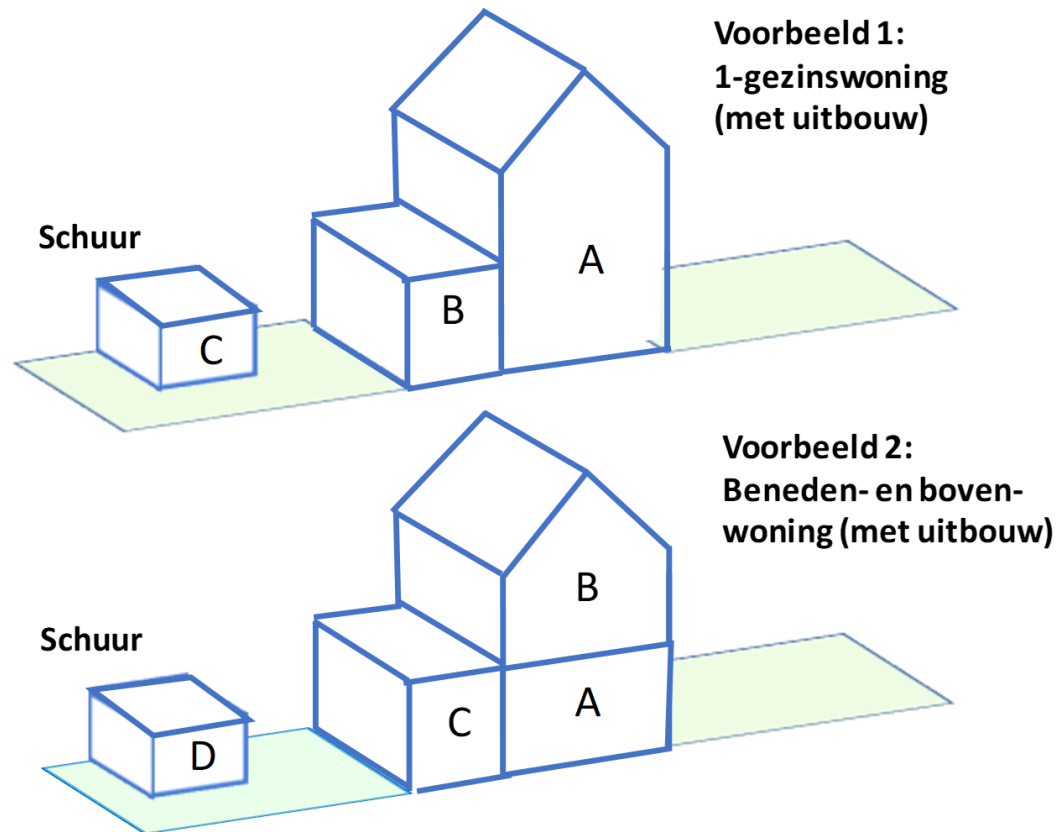 Voorbeeld 1:
1-gezinswoning
(met uitbouw)
Schuur
A
B
C
Voorbeeld 2:
Beneden- en boven-
woning (met uitbouw)
B
Schuur
A
C
D